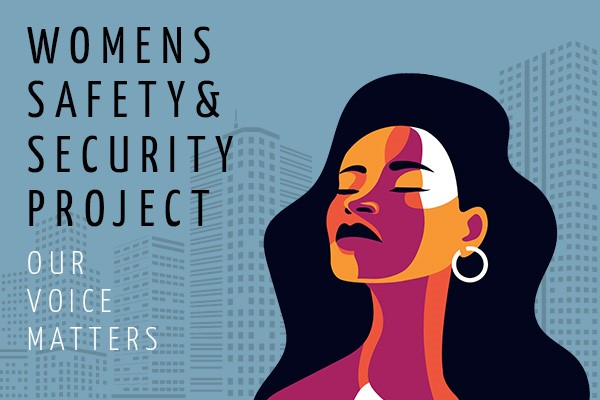 WOMENS
SAFETY&
SECURITY
PROJECT
OUR
VOICE
MATTERS